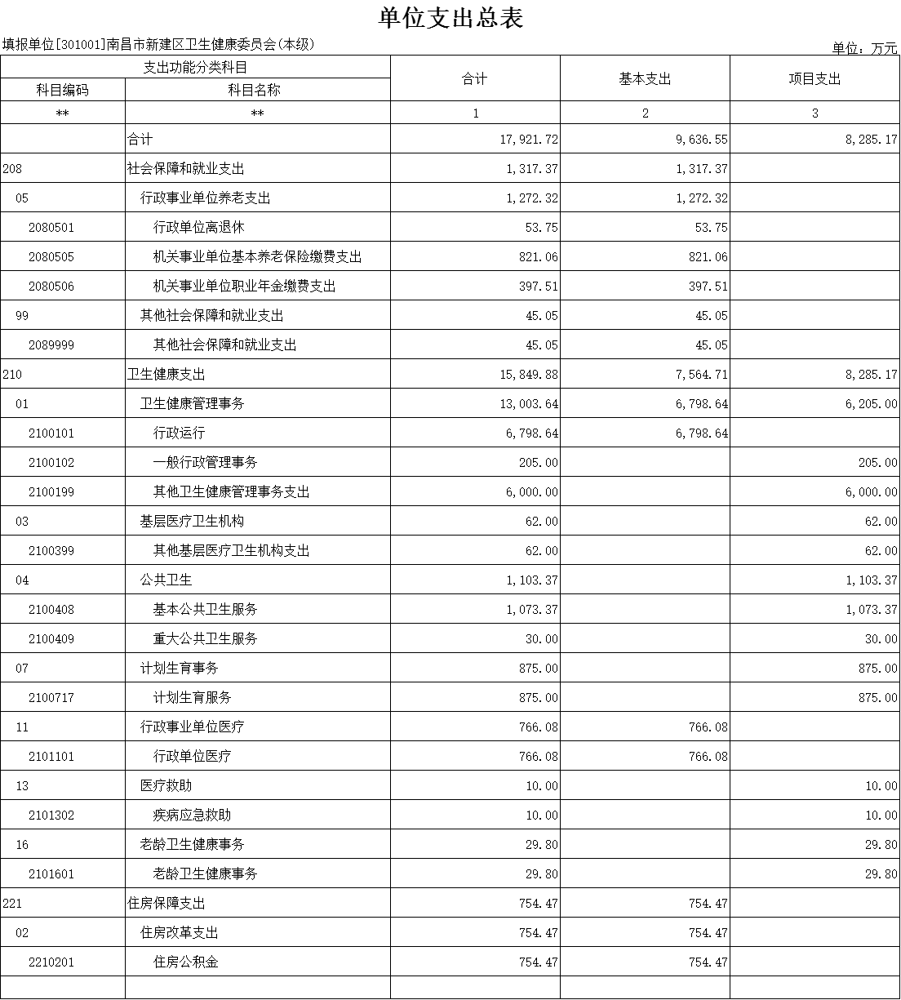 单位支出总表
填报单位[301001]南昌市新建区卫生健康委员会(本级) 单位：万元
支出功能分类科目 合计 基本支出 项目支出
科目编码 科目名称
** ** 1 2 3
合计 17,921.72 9,636.55 8,285.17
208 社会保障和就业支出 1,317.37 1,317.37
05 行政事业单位养老支出 1,272.32 1,272.32
2080501 行政单位离退休 53.75 53.75
2080505 机关事业单位基本养老保险缴费支出 821.06 821.06
2080506 机关事业单位职业年金缴费支出 397.51 397.51
99 其他社会保障和就业支出 45.05 45.05
2089999 其他社会保障和就业支出 45.05 45.05
210 卫生健康支出 15,849.88 7,564.71 8,285.17
01 卫生健康管理事务 13,003.64 6,798.64 6,205.00
2100101 行政运行 6,798.64 6,798.64
2100102 一般行政管理事务 205.00 205.00
2100199 其他卫生健康管理事务支出 6,000.00 6,000.00
03 基层医疗卫生机构 62.00 62.00
2100399 其他基层医疗卫生机构支出 62.00 62.00
04 公共卫生 1,103.37 1,103.37
2100408 基本公共卫生服务 1,073.37 1,073.37
2100409 重大公共卫生服务 30.00 30.00
07 计划生育事务 875.00 875.00
2100717 计划生育服务 875.00 875.00
11 行政事业单位医疗 766.08 766.08
2101101 行政单位医疗 766.08 766.08
13 医疗救助 10.00 10.00
2101302 疾病应急救助 10.00 10.00
16 老龄卫生健康事务 29.80 29.80
2101601 老龄卫生健康事务 29.80 29.80
221 住房保障支出 754.47 754.47
02 住房改革支出 754.47 754.47
2210201 住房公积金 754.47 754.47